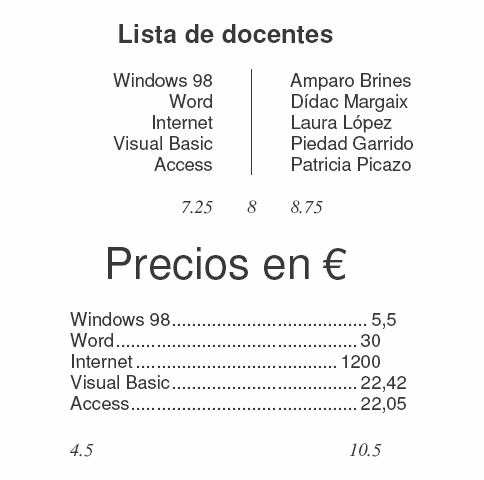 Lista de docentes
Windows 98 Amparo Brines
Word Dídac Margaix
Internet Laura López
Visual Basic Piedad Garrido
Access Patricia Picazo
7.25 8 8.75
Precios en €
Windows 98....................................... 5,5
Word................................................ 30
Internet ........................................ 1200
Visual Basic..................................... 22,42
Access............................................. 22,05
4.5 10.5